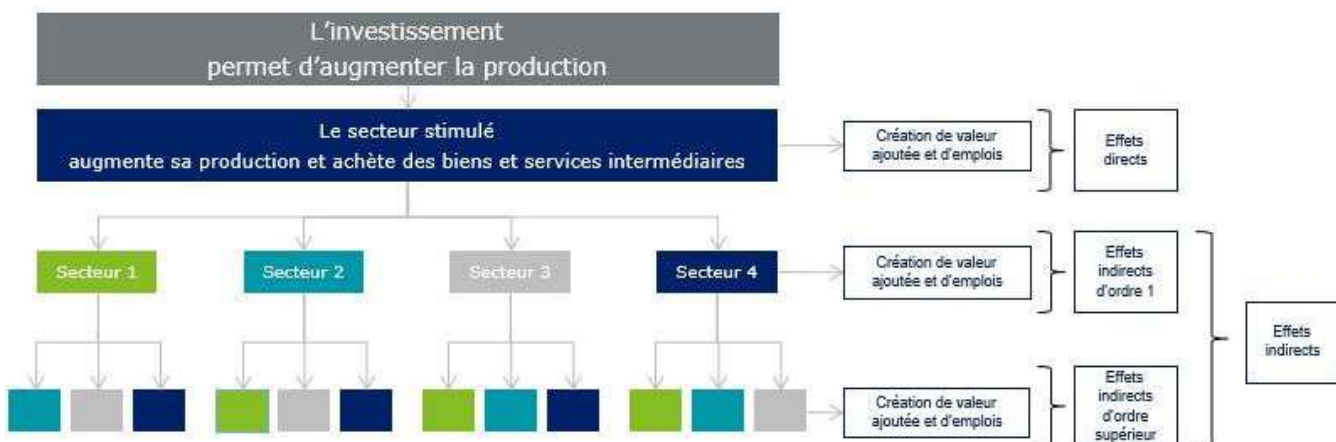 L'investissement
permet d'augmenter la production
Le secteur stimulé
augmente sa production et achète des biens et services intermédiaires
Création de valeur
ajoutée et d'emplois
Effets
directs
Secteur 1
Secteur 2
Secteur 3
Secteur 4
Création de valeur
ajoutée et d'emplois
Effets
indirects
d'ordre 1
Effets
indirects
Création de valeur
ajoutée et d'emplois
Effets
indirects
d'ordre
supérieur